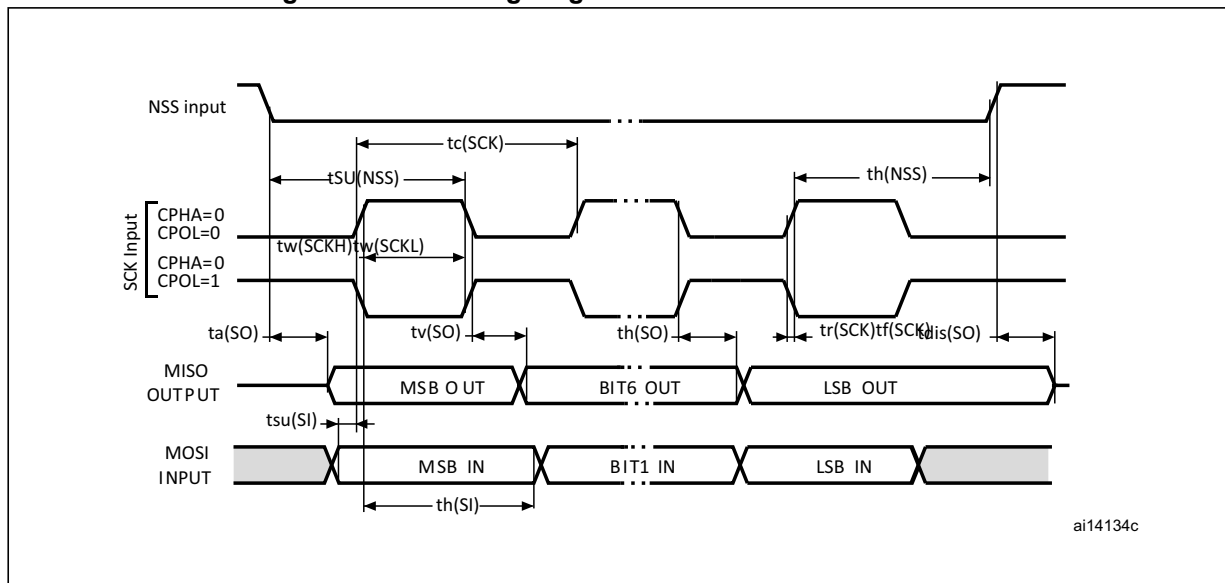 NSS input
tc(SCK)
tSU(NSS)
th(NSS)
SCK Input
CPHA=0
CPOL=0
tw(SCKH)tw(SCKL)
CPHA=0
CPOL=1
ta(SO)
tv(SO)
th(SO)
tr(SCK)tf(SCK)
tdis(SO)
MISO
OUTPUT
MSB OUT
BIT6 OUT
LSB OUT
tsu(SI)
MOSI
INPUT
MSB IN
BIT1 IN
LSB IN
th(SI)
ai14134c